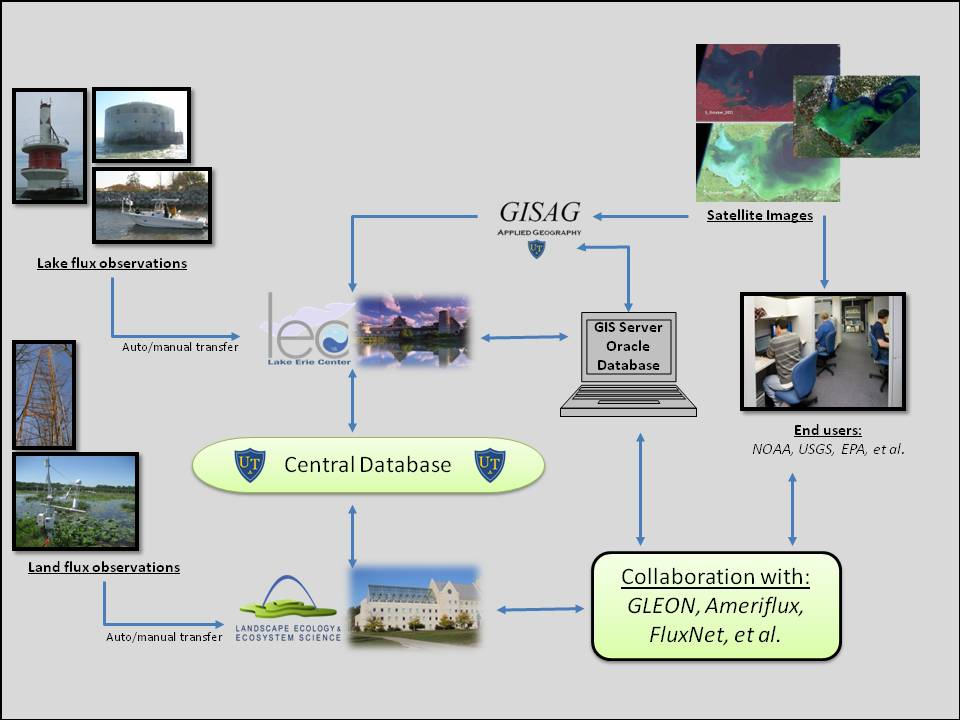 5_October_2011
Satellite Images
GISAG
APPLIED GEOGRAPHY
UT
Lake flux observations
Auto/manual transfer
lec
Lake Erie Center
GIS Server
Oracle
Database
End users:
NOAA, USGS, EPA, et al.
UT
Central Database
UT
Land flux observations
Auto/manual transfer
LANDSCAPE ECOLOGY &
ECOSYSTEM SCIENCE
Collaboration with:
GLEON, Ameriflux,
FluxNet, et al.